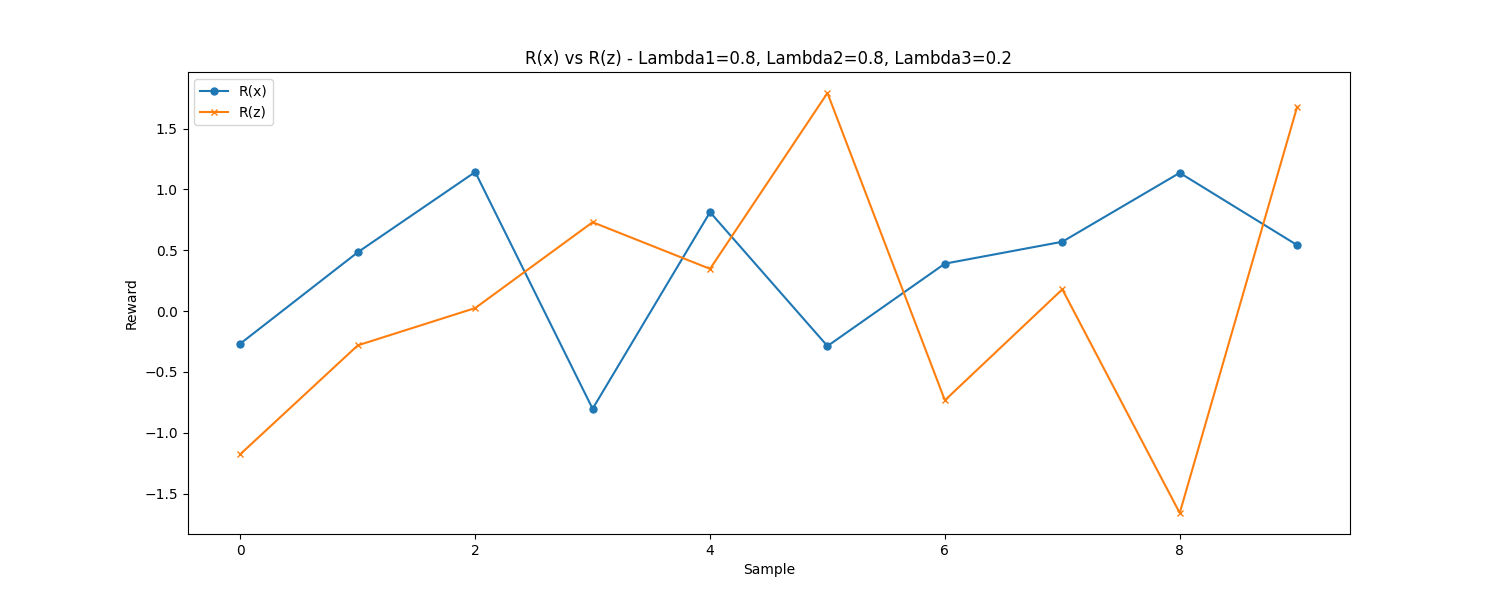 R(x) vs R(z) - Lambda1=0.8, Lambda2=0.8, Lambda3=0.2
R(x)
R(z)
1.5
1.0
0.5
0.0
−0.5
−1.0
−1.5
Reward
0 2 4 6 8
Sample